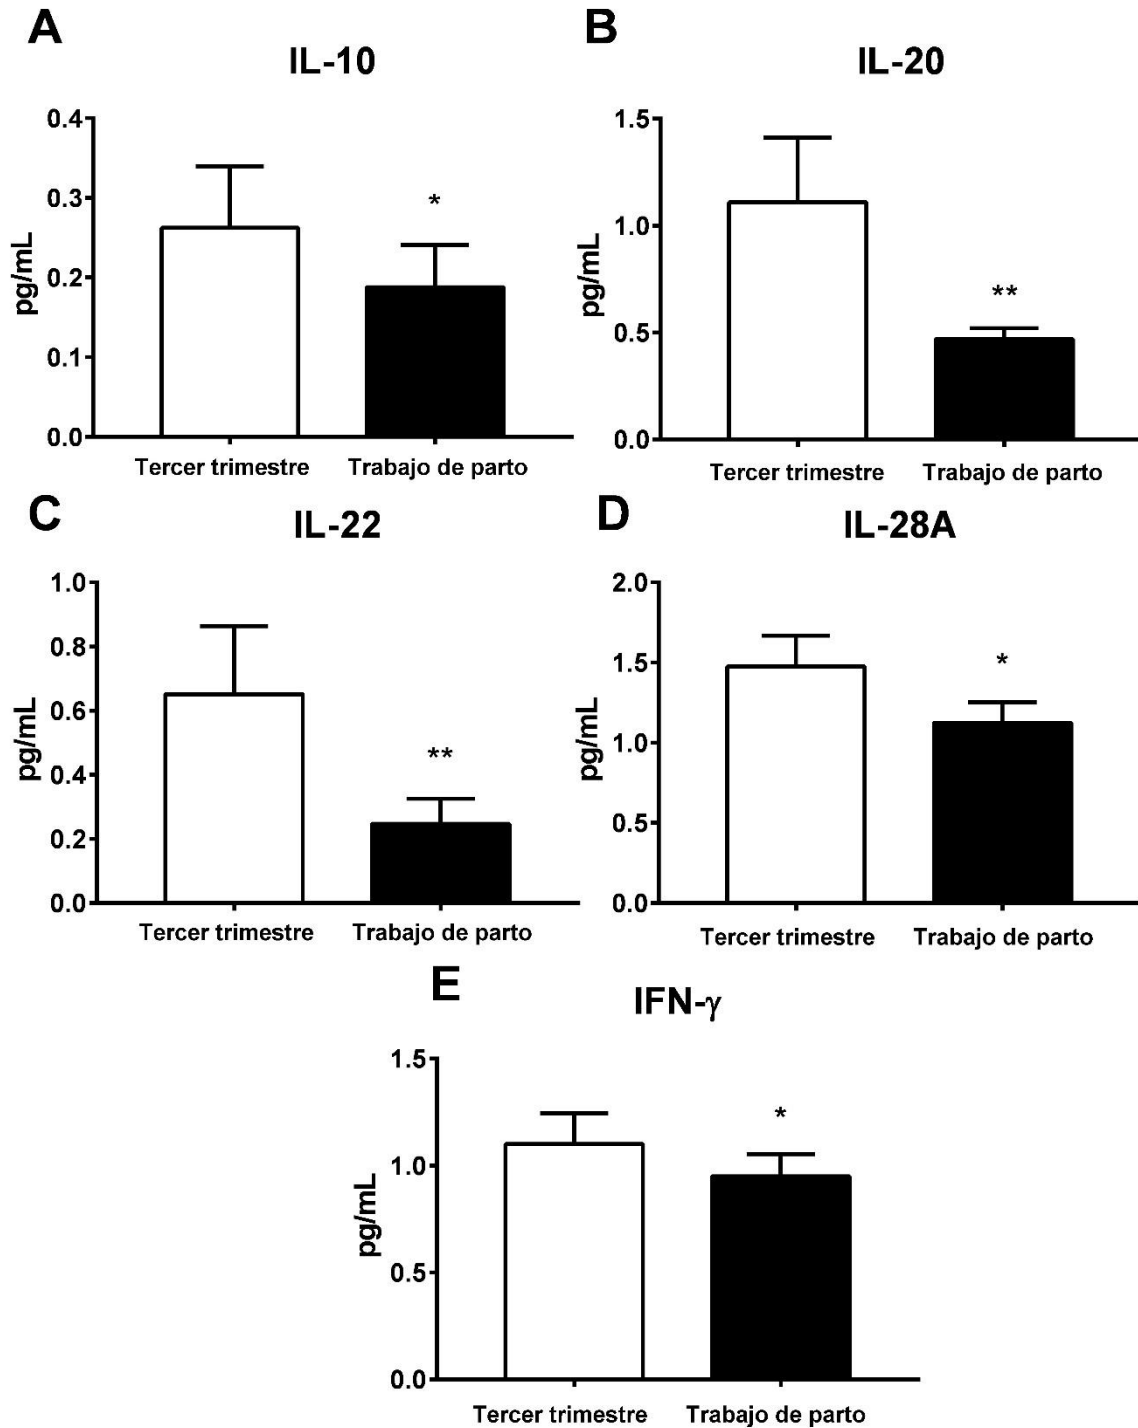 A
IL-10
0.4
0.3
0.2
0.1
0.0
pg/mL
*
Tercer trimestre Trabajo de parto
B
IL-20
1.5
1.0
0.5
0.0
pg/mL
**
Tercer trimestre Trabajo de parto
C
IL-22
1.0
0.8
0.6
0.4
0.2
0.0
pg/mL
**
Tercer trimestre Trabajo de parto
D
IL-28A
2.0
1.5
1.0
0.5
0.0
pg/mL
*
Tercer trimestre Trabajo de parto
E
IFN-γ
1.5
1.0
0.5
0.0
pg/mL
*
Tercer trimestre Trabajo de parto